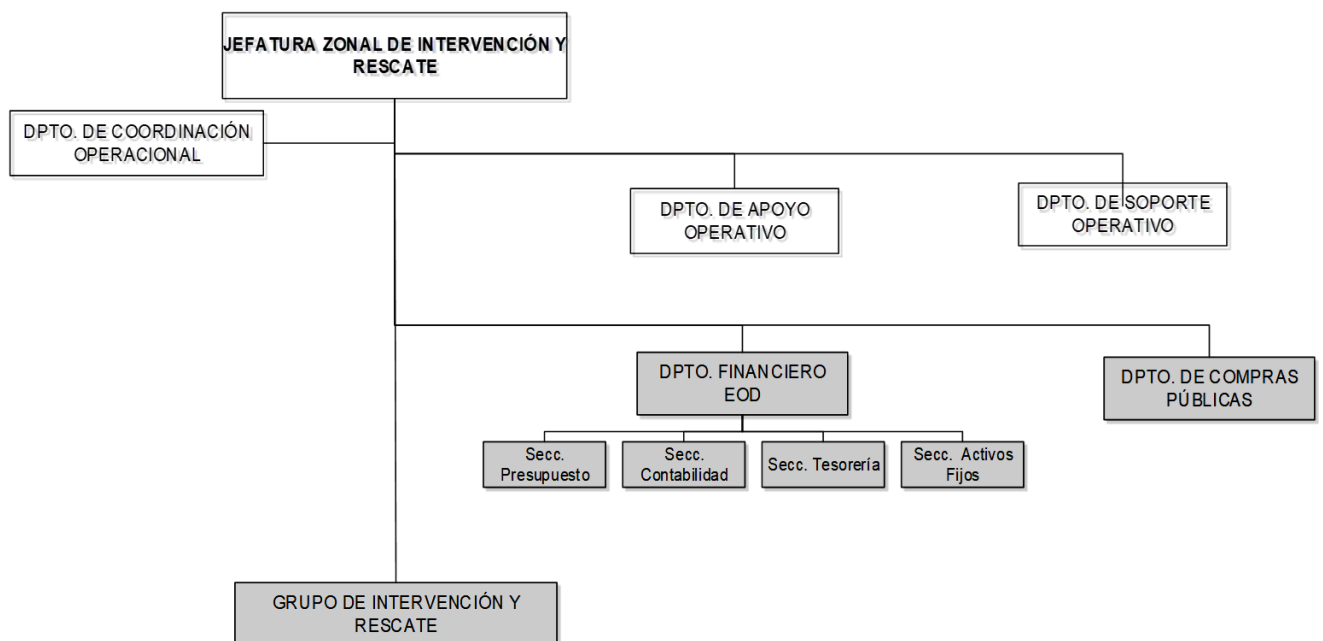 JEFATURA ZONAL DE INTERVENCIÓN Y
RESCATE
DPTO. DE COORDINACIÓN
OPERACIONAL
DPTO. DE APOYO
OPERATIVO
DPTO. DE SOPORTE
OPERATIVO
DPTO. FINANCIERO
EOD
DPTO. DE COMPRAS
PÚBLICAS
Secc.
Presupuesto
Secc.
Contabilidad
Secc. Tesorería
Secc. Activos
Fijos
GRUPO DE INTERVENCIÓN Y
RESCATE